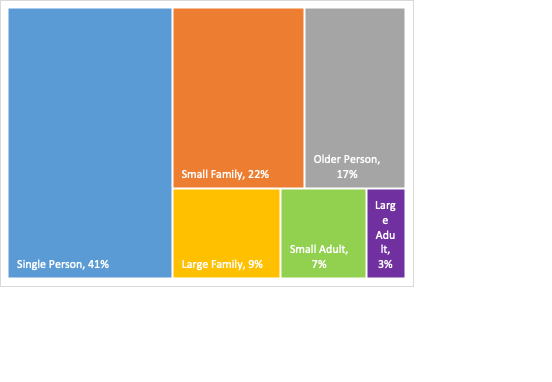 Single Person, 41%
Small Family, 22%
Older Person,
17%
Large Family, 9%
Small Adult,
7%
Larg
e
Adu
lt,
3%